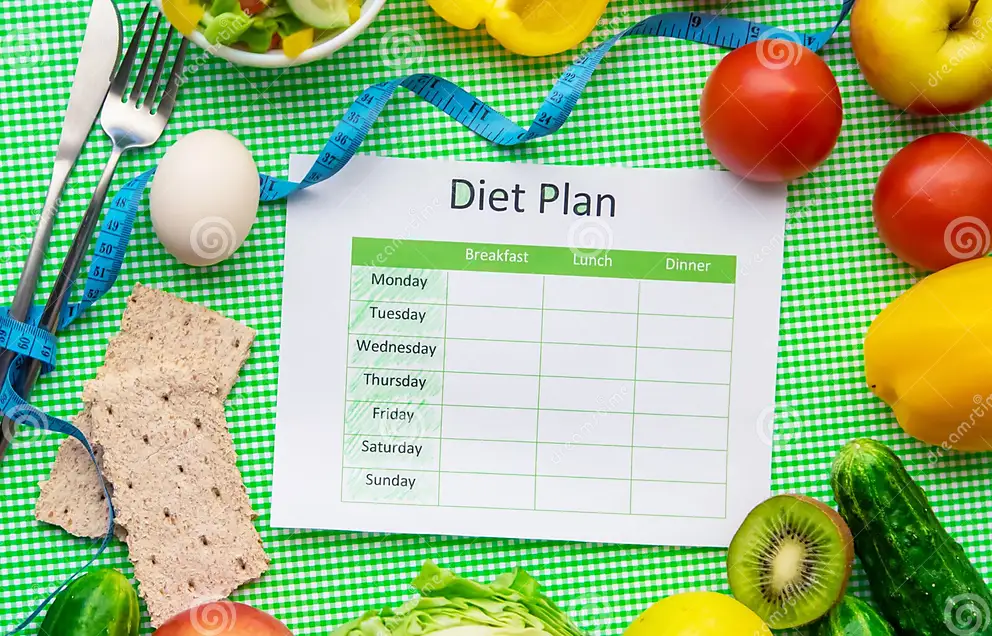 Diet Plan
Breakfast Lunch Dinner
Monday
Tuesday
Wednesday
Thursday
Friday
Saturday
Sunday